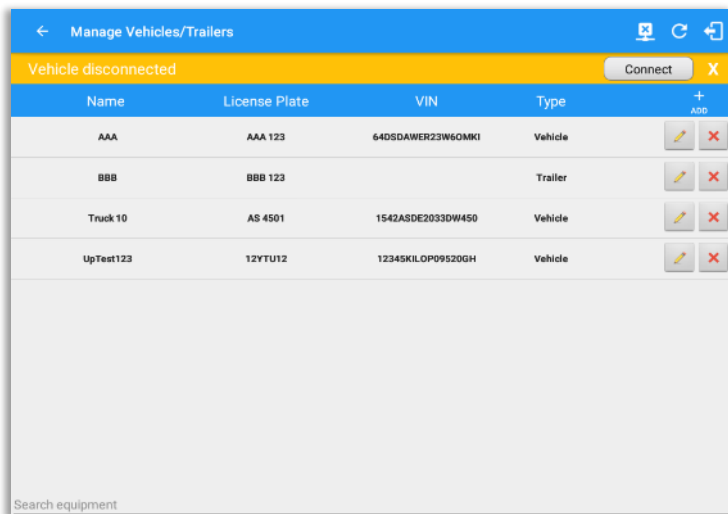 Manage Vehicles/Trailers
Vehicle disconnected Connect X
Name License Plate VIN Type ADD
AAA AAA 123 64DSDAWER23W6OMKI Vehicle
BBB BBB 123 Trailer
Truck 10 AS 4501 1542ASDE2033DW450 Vehicle
UpTest123 12YTU12 12345KILOP09520GH Vehicle
Search equipment